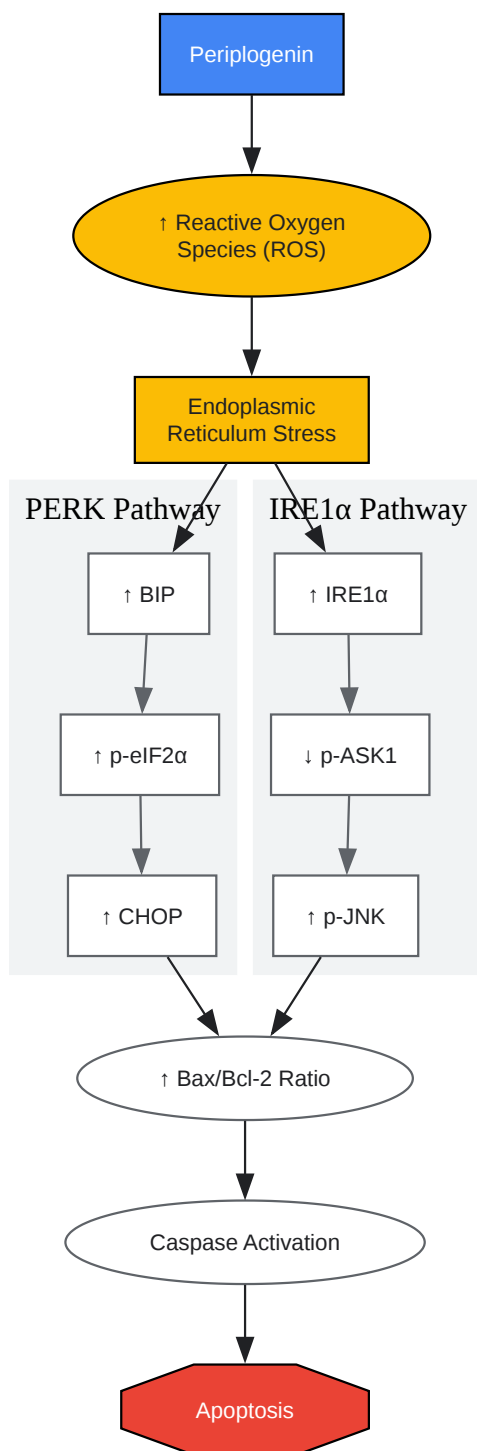 Periplogenin
↑ Reactive Oxygen
Species (ROS)
Endoplasmic
Reticulum Stress
PERK Pathway
IRE1α Pathway
↑ BIP
↑ IRE1α
↑ p-eIF2α
↓ p-ASK1
↑ CHOP
↑ p-JNK
↑ Bax/Bcl-2 Ratio
Caspase Activation
Apoptosis